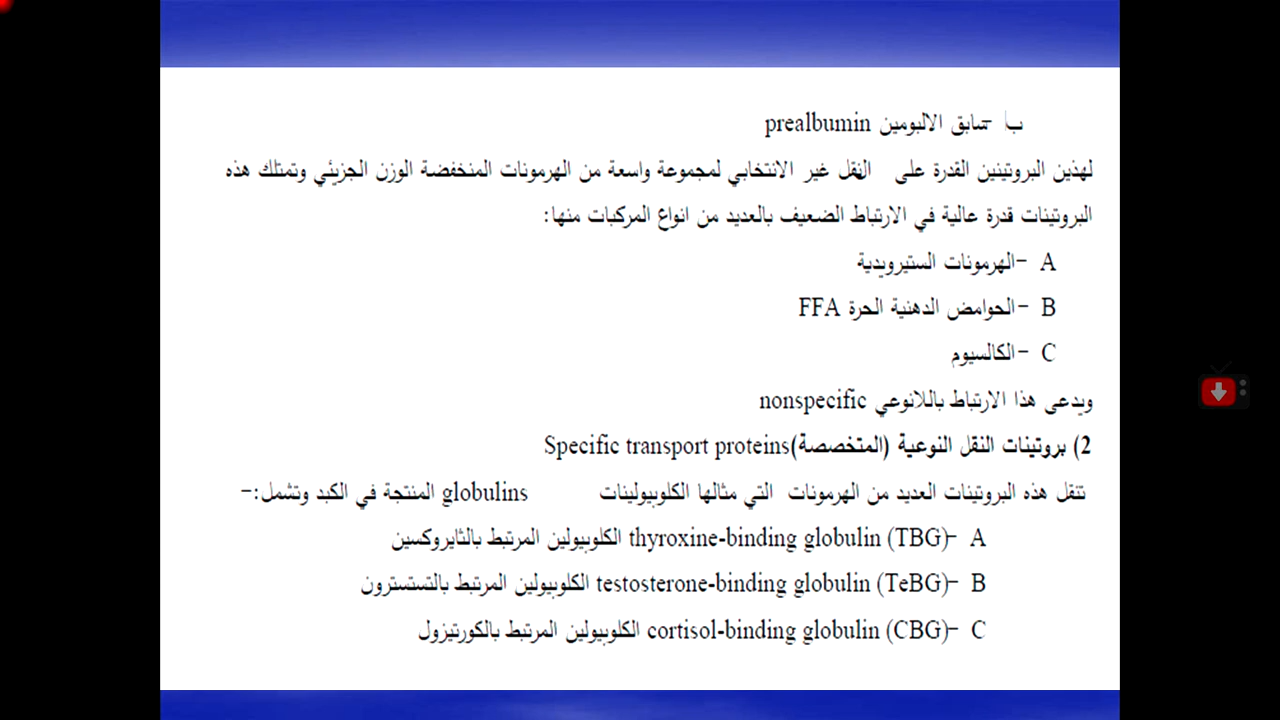 ب- سابق الالبومين prealbumin
لهذين البروتينين القدرة على النقل غير الانتخابي لمجموعة واسعة من الهرمونات المنخفضة الوزن الجزيئي وتمتلك هذه
البروتينات قدرة عالية في الارتباط الضعيف بالعديد من انواع المركبات منها:
A -الهرمونات الستيرويدية
B -الحوامض الدهنية الحرة FFA
C -الكالسيوم
ويدعى هذا الارتباط باللانوعي nonspecific
2) بروتينات النقل النوعية (المتخصصة)Specific transport proteins
تنقل هذه البروتينات العديد من الهرمونات التي مثالها الكلوبيولينات globulins المنتجة في الكبد وتشمل:-
A -thyroxine-binding globulin (TBG) الكلوبيولين المرتبط بالثايروكسين
B -testosterone-binding globulin (TeBG) الكلوبيولين المرتبط بالتستسترون
C -cortisol-binding globulin (CBG) الكلوبيولين المرتبط بالكورتيزول